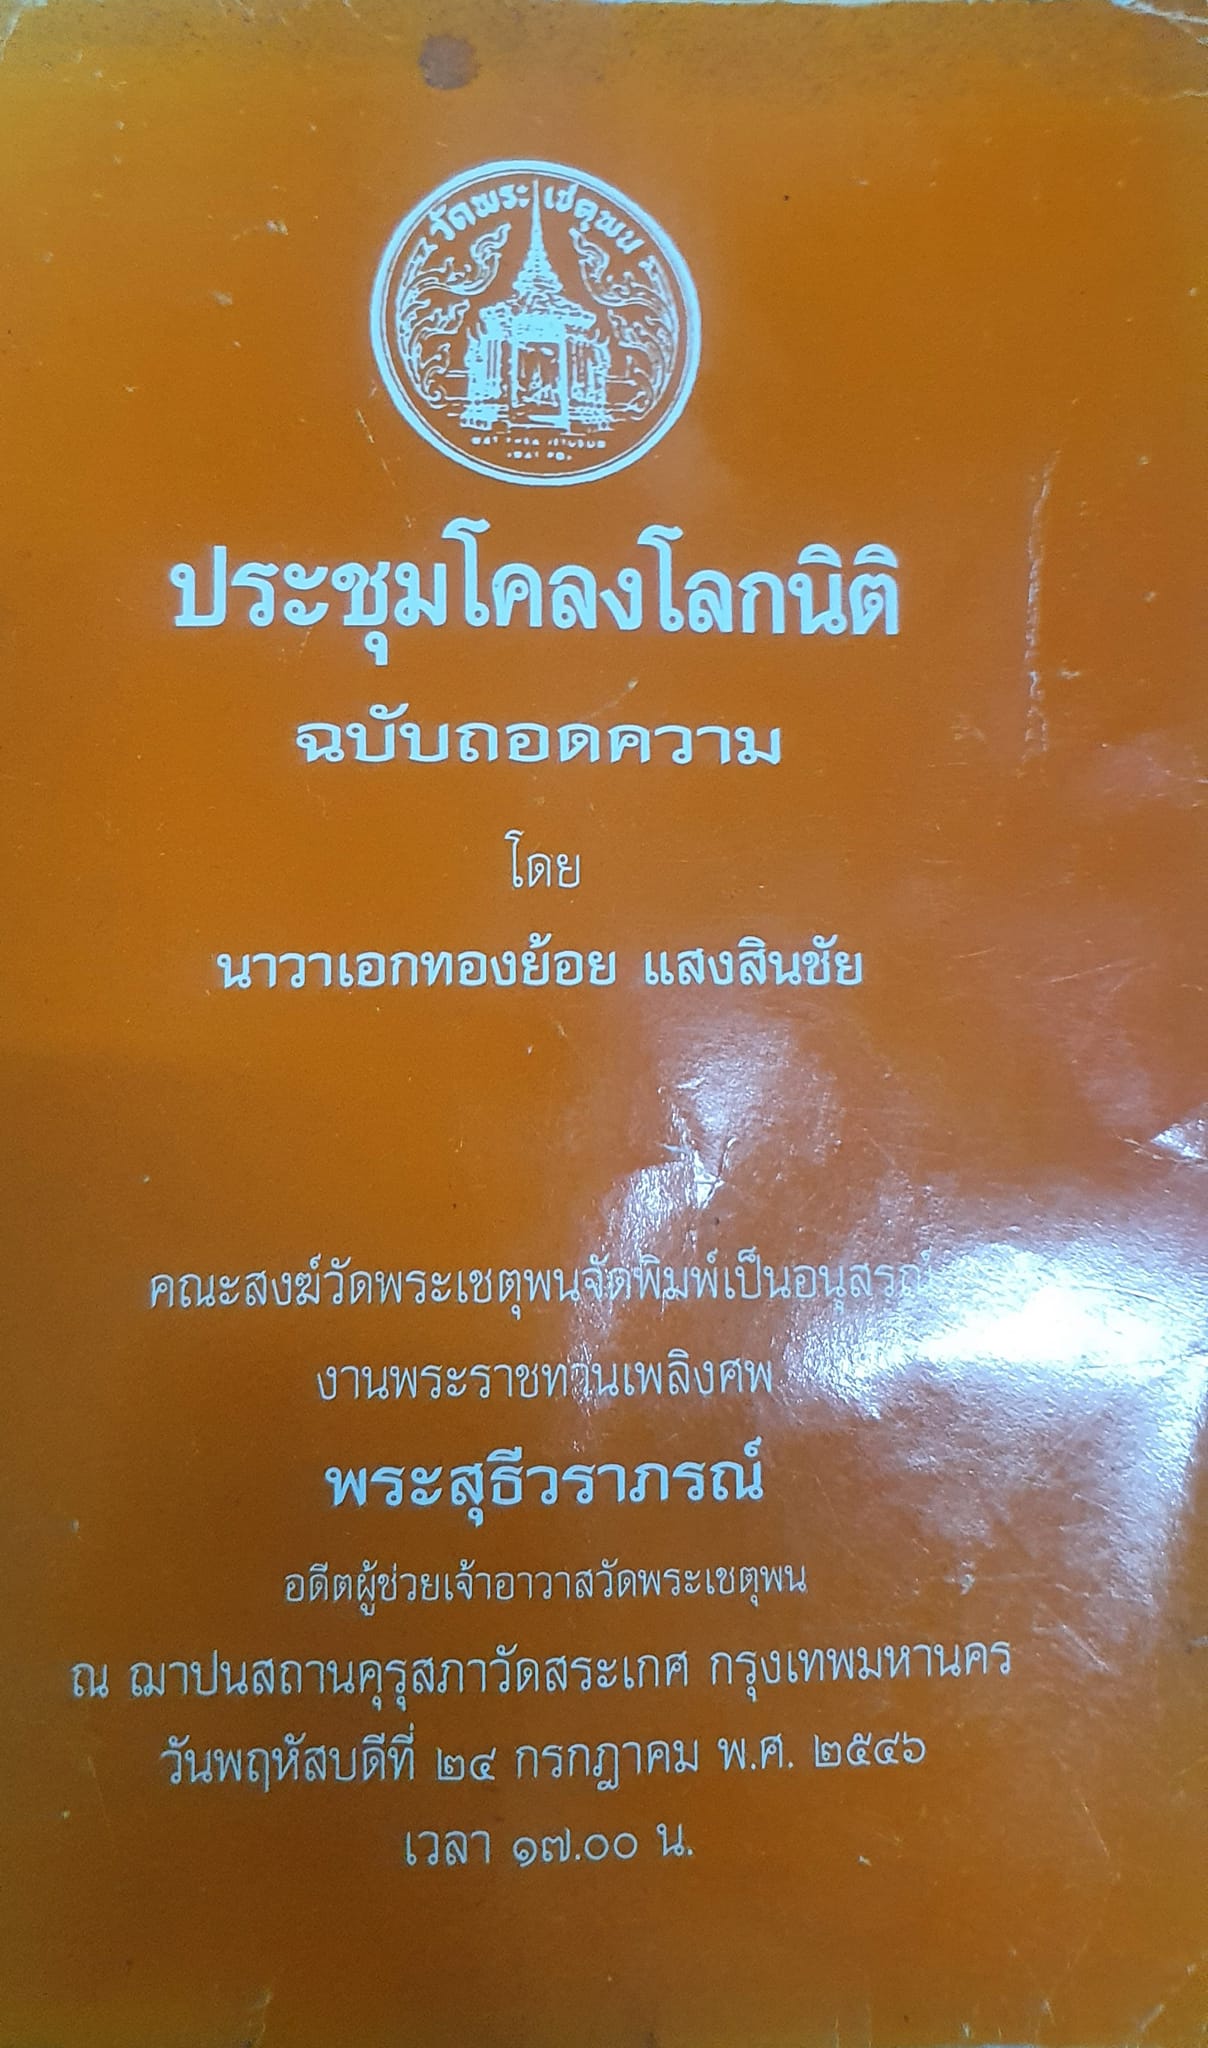 วัดพระเชตุพน
ประชุมโคลงโลกนิติ
ฉบับถอดความ
โดย
นาวาเอกทองย้อย แสงสินชัย
คณะสงฆ์วัดพระเชตุพนจัดพิมพ์เป็นอนุสรณ์
งานพระราชทานเพลิงศพ
พระสุธีวราภรณ์
อดีตผู้ช่วยเจ้าอาวาสวัดพระเชตุพน
ณ ฌาปนสถานคุรุสภาวัดสระเกศ กรุงเทพมหานคร
วันพฤหัสบดีที่ ๒๔ กรกฎาคม พ.ศ. ๒๕๔๖
เวลา ๑๗.๐๐ น.